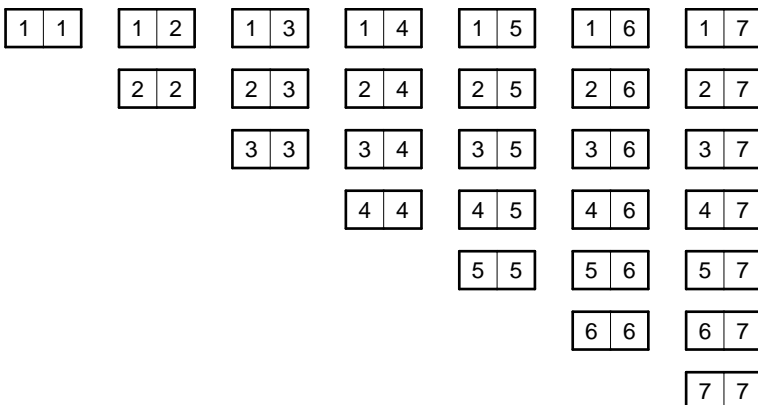 1 1 1 2 1 3 1 4 1 5 1 6 1 7
2 2 2 3 2 4 2 5 2 6 2 7
3 3 3 4 3 5 3 6 3 7
4 4 4 5 4 6 4 7
5 5 5 6 5 7
6 6 6 7
7 7